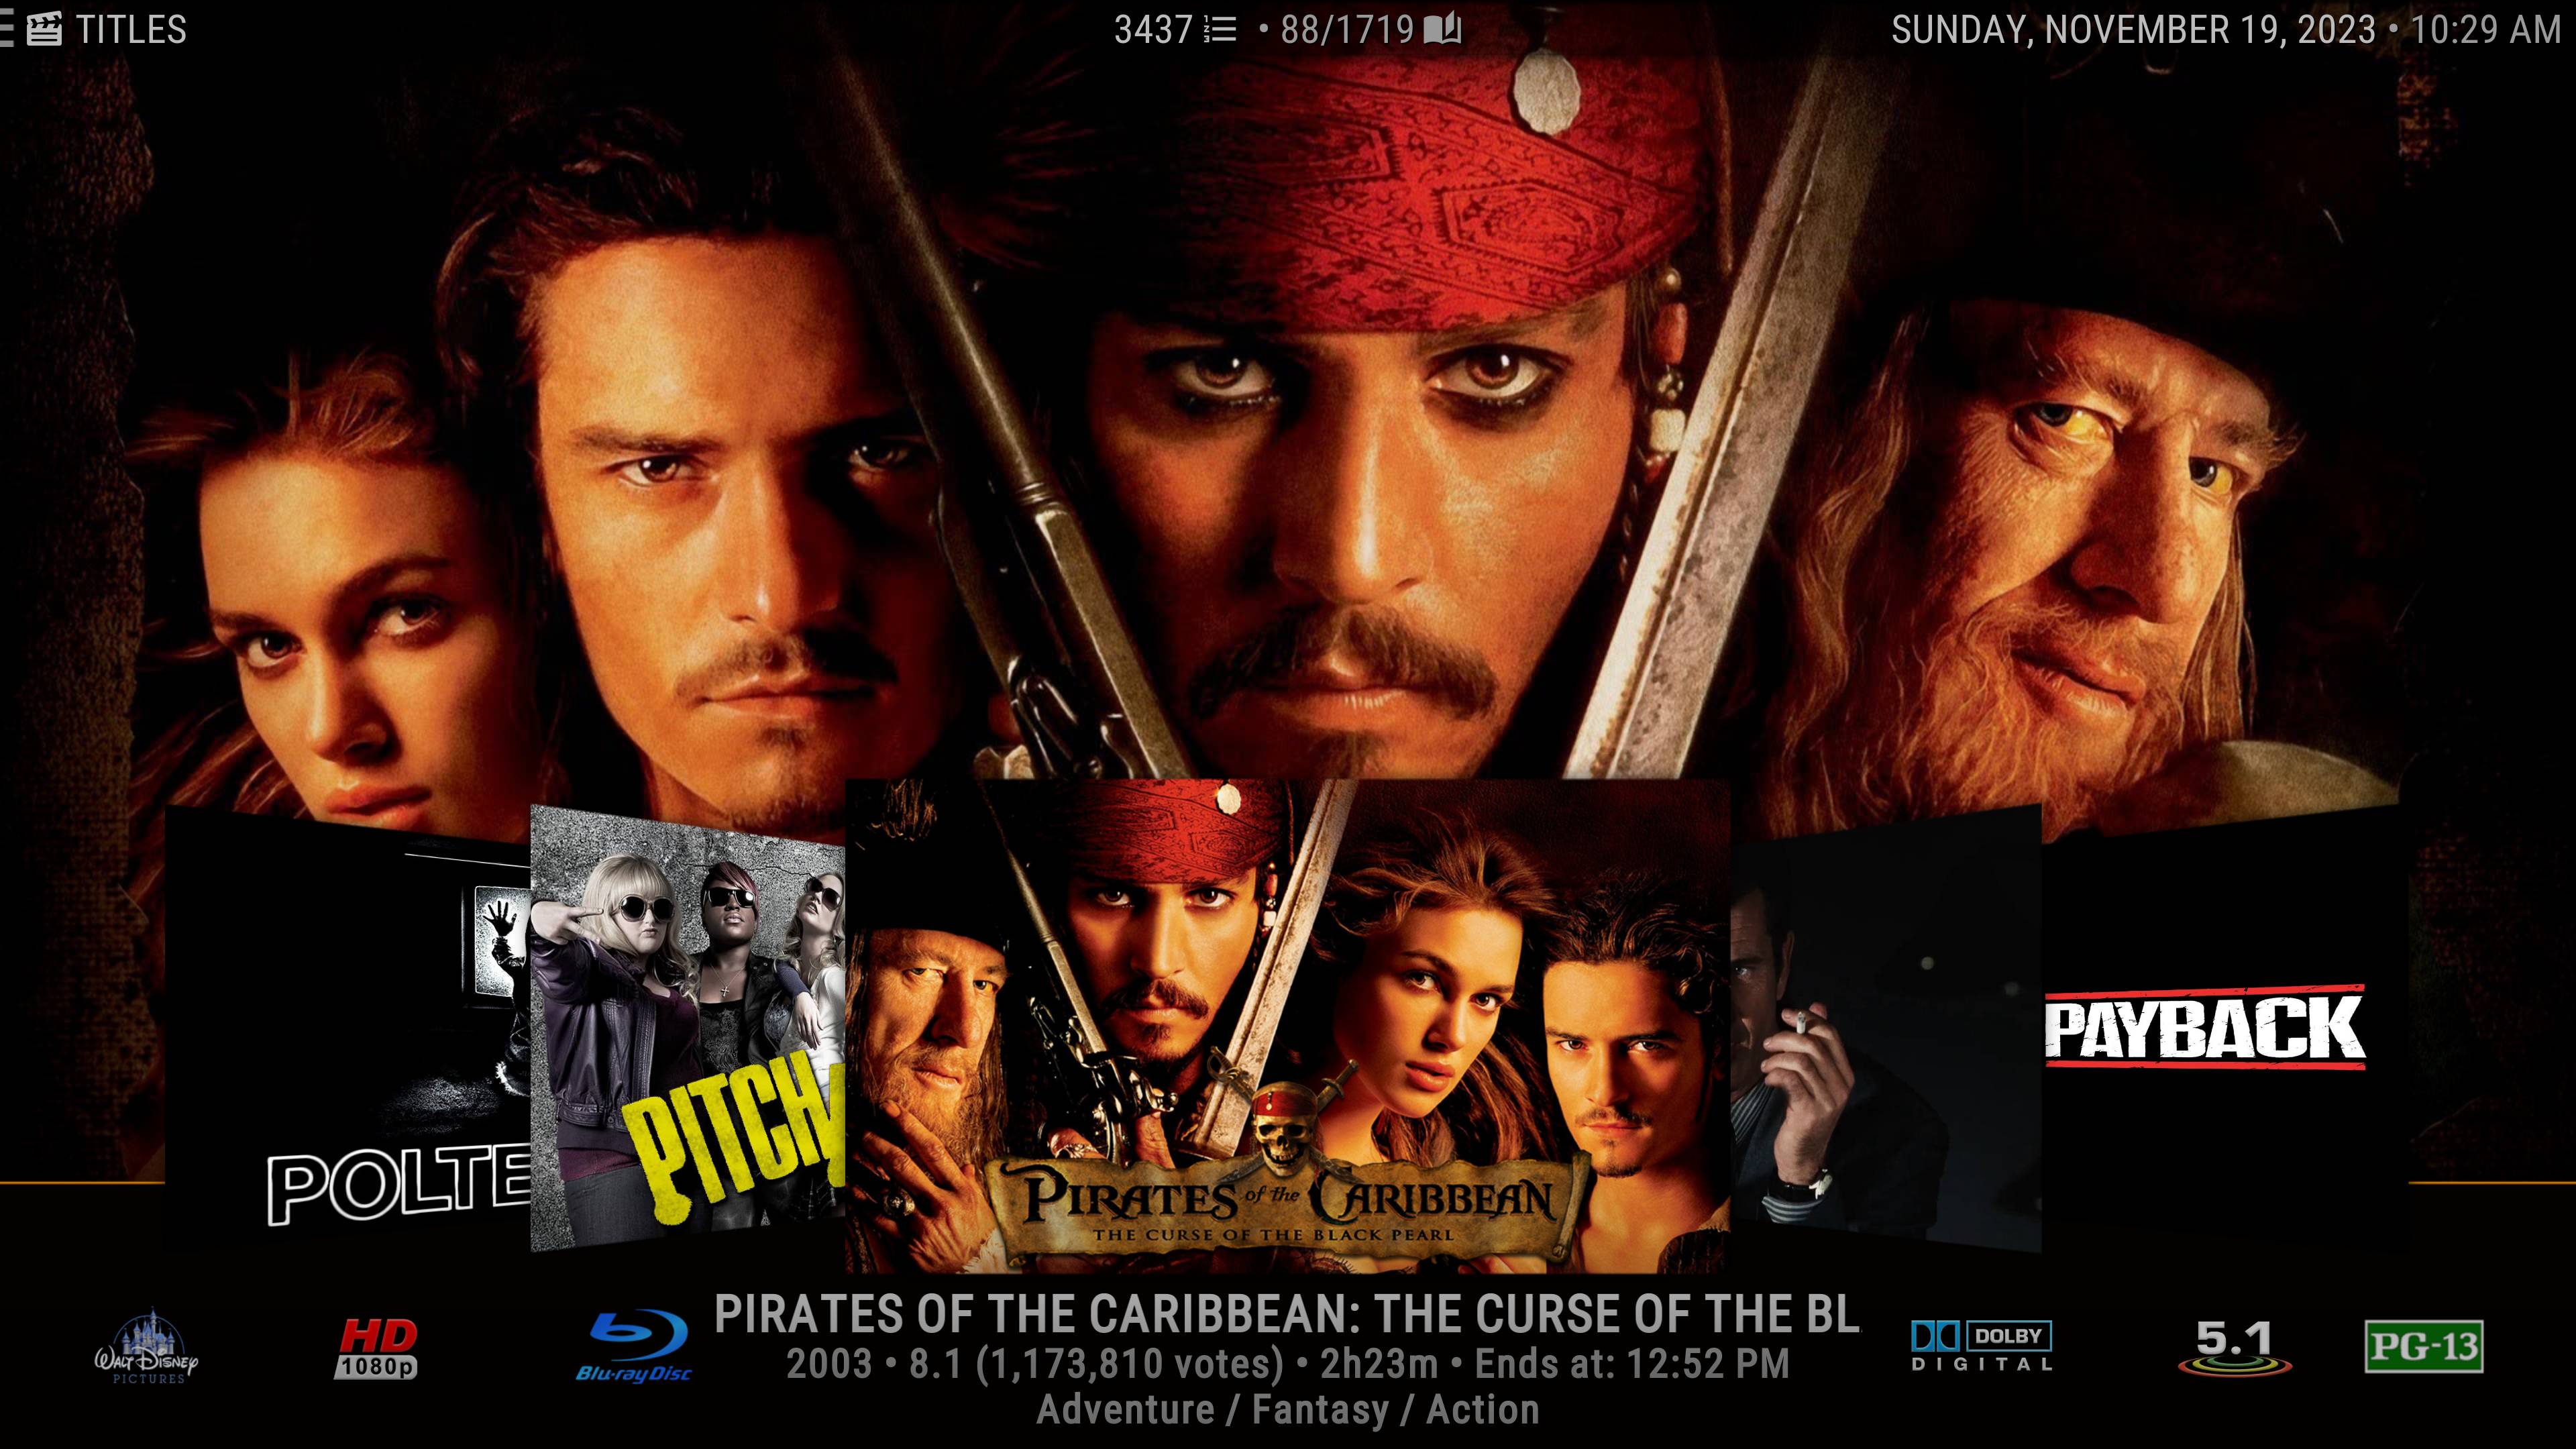 TITLES
3437 • 88/1719
SUNDAY, NOVEMBER 19, 2023 • 10:29 AM
POLTE
PITCH
PIRATES of the CARIBBEAN
THE CURSE OF THE BLACK PEARL
PAYBACK
WALT DISNEY
PICTURES
HD
1080p
Blu-ray Disc
PIRATES OF THE CARIBBEAN: THE CURSE OF THE BL
2003 • 8.1 (1,173,810 votes) • 2h23m • Ends at: 12:52 PM
Adventure / Fantasy / Action
DOLBY
DIGITAL
5.1
PG-13